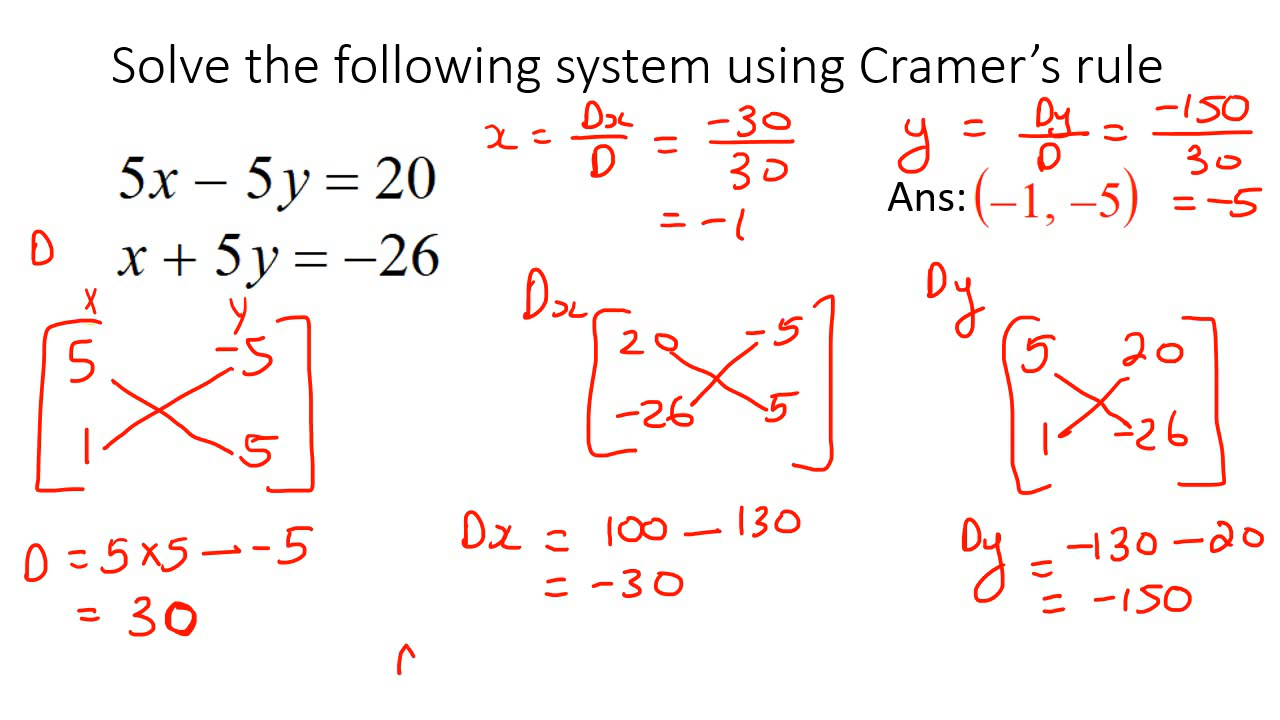 Solve the following system using Cramer's rule
5x − 5y = 20
x + 5y = −26
x = Dx/D = −30/30
= −1
y = Dy/D = −150/30
= −5
Ans: (−1, −5)
D
x y
5 −5
1 5
D = 5 × 5 − −5
= 30
Dx
20 −5
−26 5
Dx = 100 − 130
= −30
Dy
5 20
1 −26
Dy = −130 − 20
= −150